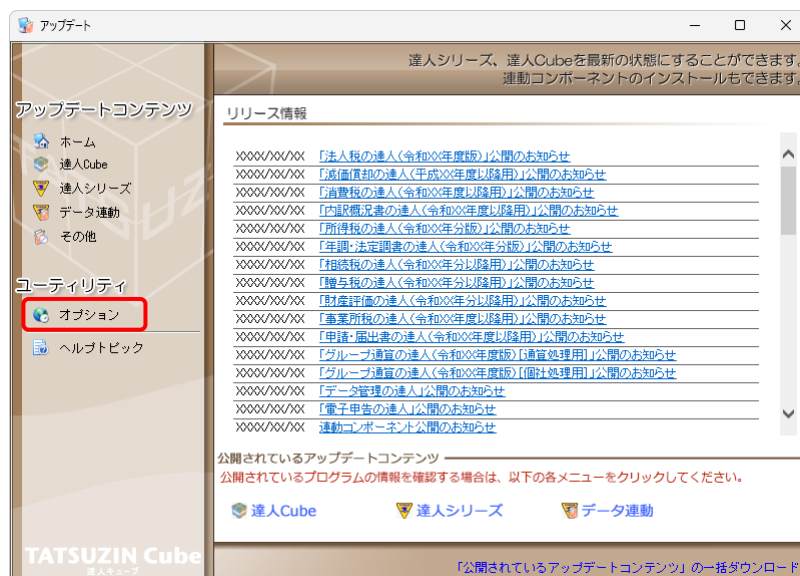 アップデート
達人シリーズ、達人Cubeを最新の状態にすることができます。
連動コンポーネントのインストールもできます。
アップデートコンテンツ
ホーム
達人Cube
達人シリーズ
データ連動
その他
ユーティリティ
オプション
ヘルプトピック
TATSUZIN Cube
達人キューブ
リリース情報
XXXX/XX/XX 「法人税の達人(令和XX年度版)」公開のお知らせ
XXXX/XX/XX 「減価償却の達人(平成XX年度以降用)」公開のお知らせ
XXXX/XX/XX 「消費税の達人(令和XX年度以降用)」公開のお知らせ
XXXX/XX/XX 「内訳概況書の達人(令和XX年度以降用)」公開のお知らせ
XXXX/XX/XX 「所得税の達人(令和XX年分版)」公開のお知らせ
XXXX/XX/XX 「年調・法定調書の達人(令和XX年分版)」公開のお知らせ
XXXX/XX/XX 「相続税の達人(令和XX年分以降用)」公開のお知らせ
XXXX/XX/XX 「贈与税の達人(令和XX年分以降用)」公開のお知らせ
XXXX/XX/XX 「財産評価の達人(令和XX年分以降用)」公開のお知らせ
XXXX/XX/XX 「事業所税の達人(令和XX年度以降用)」公開のお知らせ
XXXX/XX/XX 「申請・届出書の達人(令和XX年度以降用)」公開のお知らせ
XXXX/XX/XX 「グループ通算の達人(令和XX年度版)[通算処理用]」公開のお知らせ
XXXX/XX/XX 「グループ通算の達人(令和XX年度版)[個社処理用]」公開のお知らせ
XXXX/XX/XX 「データ管理の達人」公開のお知らせ
XXXX/XX/XX 「電子申告の達人」公開のお知らせ
XXXX/XX/XX 連動コンポーネント公開のお知らせ
公開されているアップデートコンテンツ
公開されているプログラムの情報を確認する場合は、以下の各メニューをクリックしてください。
達人Cube 達人シリーズ データ連動
「公開されているアップデートコンテンツ」の一括ダウンロード